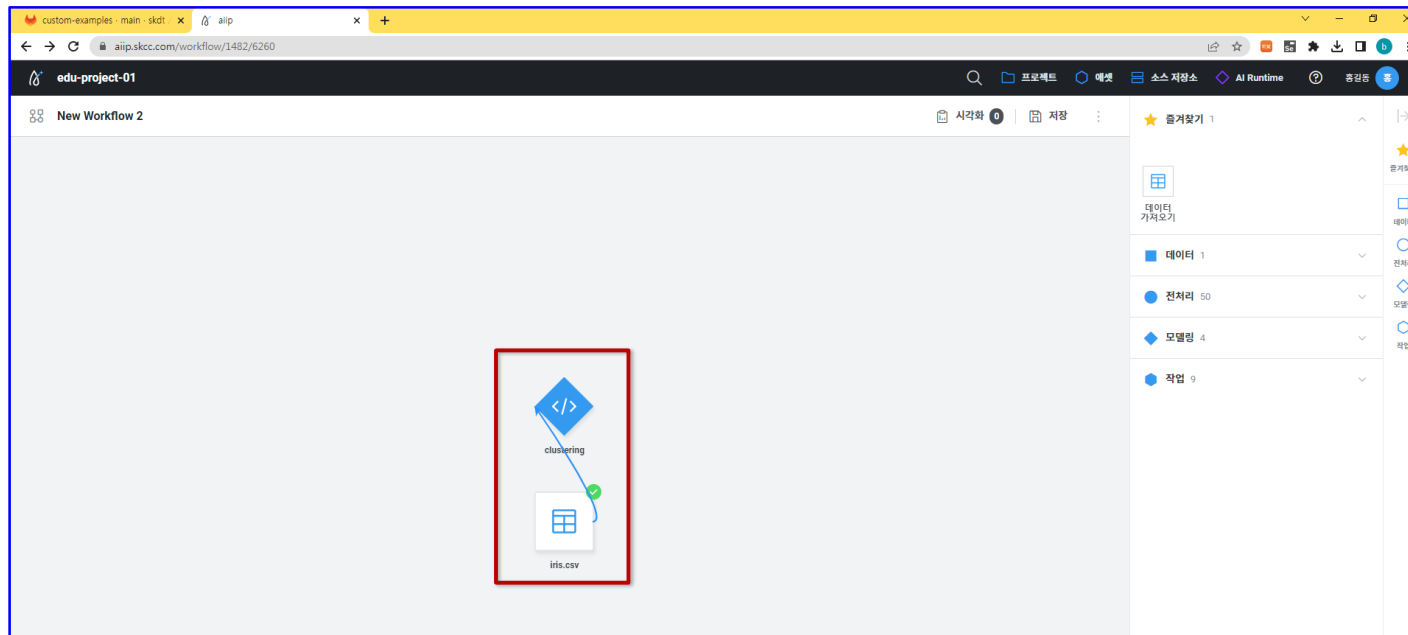 custom-examples · main · skdt
aiip
aiip.skcc.com/workflow/1482/6260
edu-project-01
프로젝트
애셋
소스 저장소
AI Runtime
홍길동
홍
New Workflow 2
시각화 0
저장
즐겨찾기 1
데이터
가져오기
데이터 1
전처리 50
모델링 4
작업 9
clustering
iris.csv